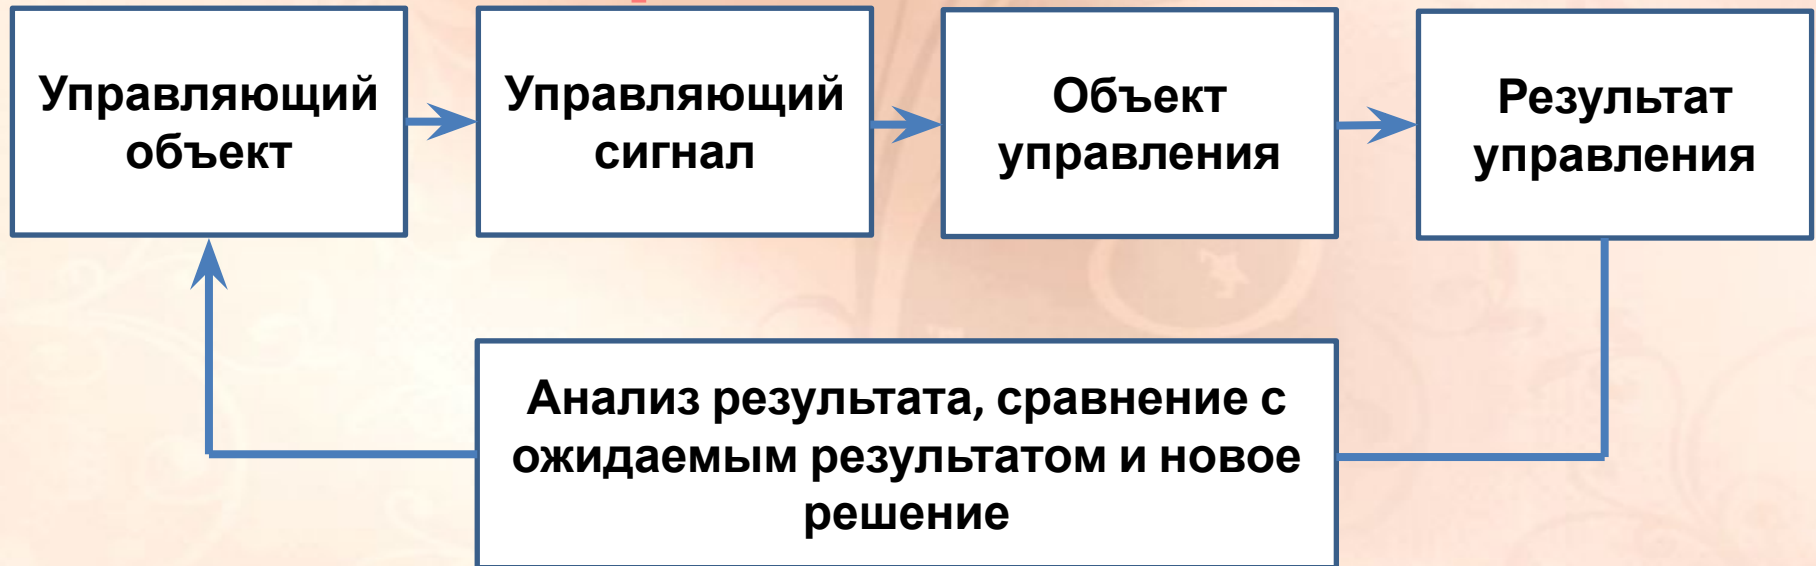 Управляющий
объект
Управляющий
сигнал
Объект
управления
Результат
управления
Анализ результата, сравнение с
ожидаемым результатом и новое
решение